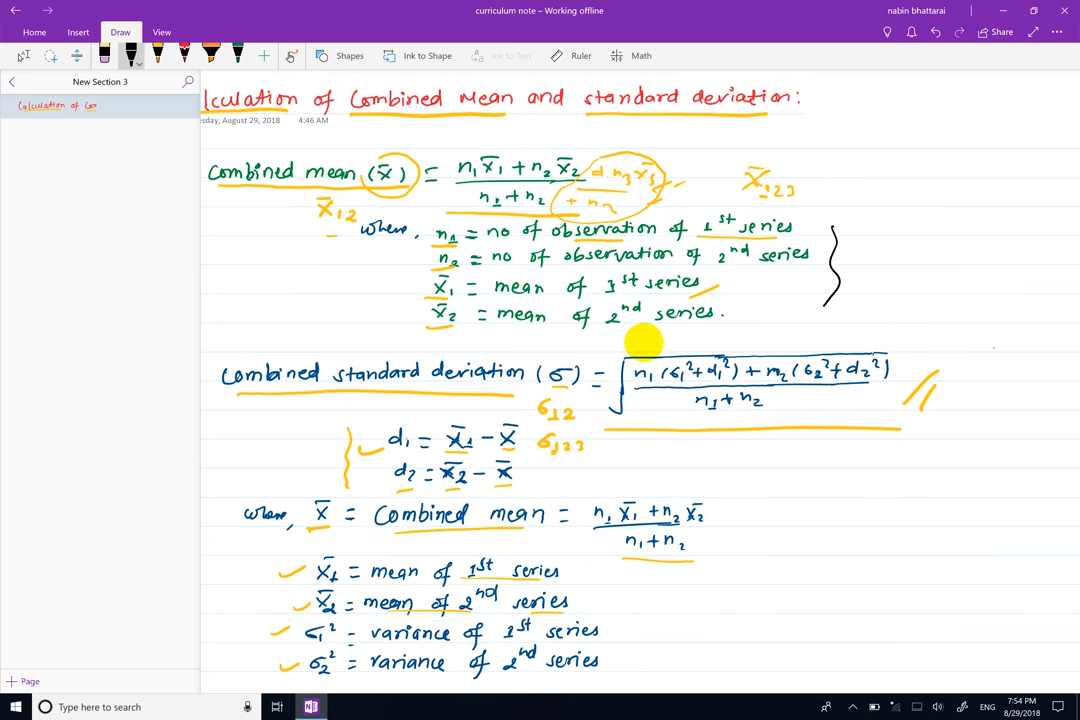 curriculum note – Working offline
nabin bhattarai
Home Insert Draw View
Share
Shapes Ink to Shape Ink to Text Ruler Math
New Section 3
Calculation of Com
lculation of Combined Mean and standard deviation:
sday, August 29, 2018 4:46 AM
Combined mean (x̄) = n₁x̄₁ + n₂x̄₂ + n₃x̄₃ / n₁ + n₂ + n₃
x̄₁₂₃
x̄₁₂
where, n₁ = no of observation of 1st series
n₂ = no of observation of 2nd series
x̄₁ = mean of 1st series
x̄₂ = mean of 2nd series.
Combined standard deviation (σ) = √ n₁(σ₁²+d₁²) + n₂(σ₂²+d₂²) / n₁+n₂
σ₁₂
d₁ = x̄₁ – x̄ σ₁₂₃
d₂ = x̄₂ – x̄
where, x̄ = Combined mean = n₁x̄₁ + n₂x̄₂ / n₁+n₂
x̄₁ = mean of 1st series
x̄₂ = mean of 2nd series
σ₁² = variance of 1st series
σ₂² = variance of 2nd series
+ Page
Type here to search
ENG
7:54 PM
8/29/2018